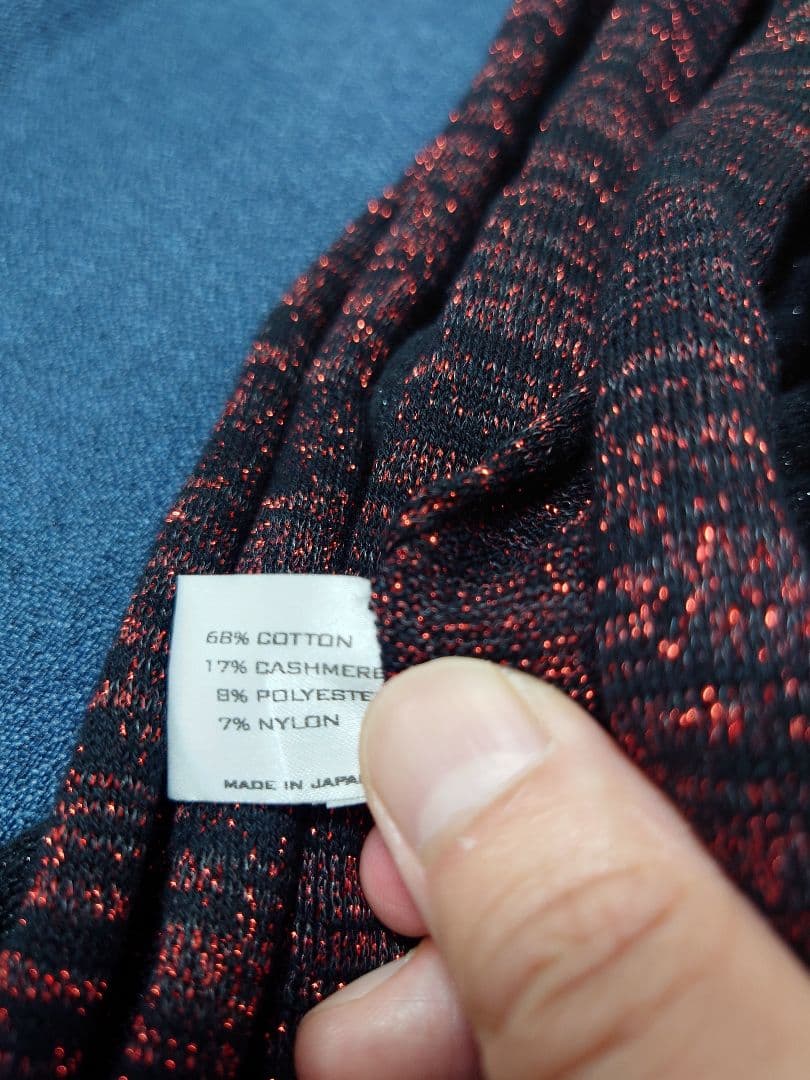 68% COTTON
17% CASHMERE
8% POLYESTE
7% NYLON
MADE IN JAPA